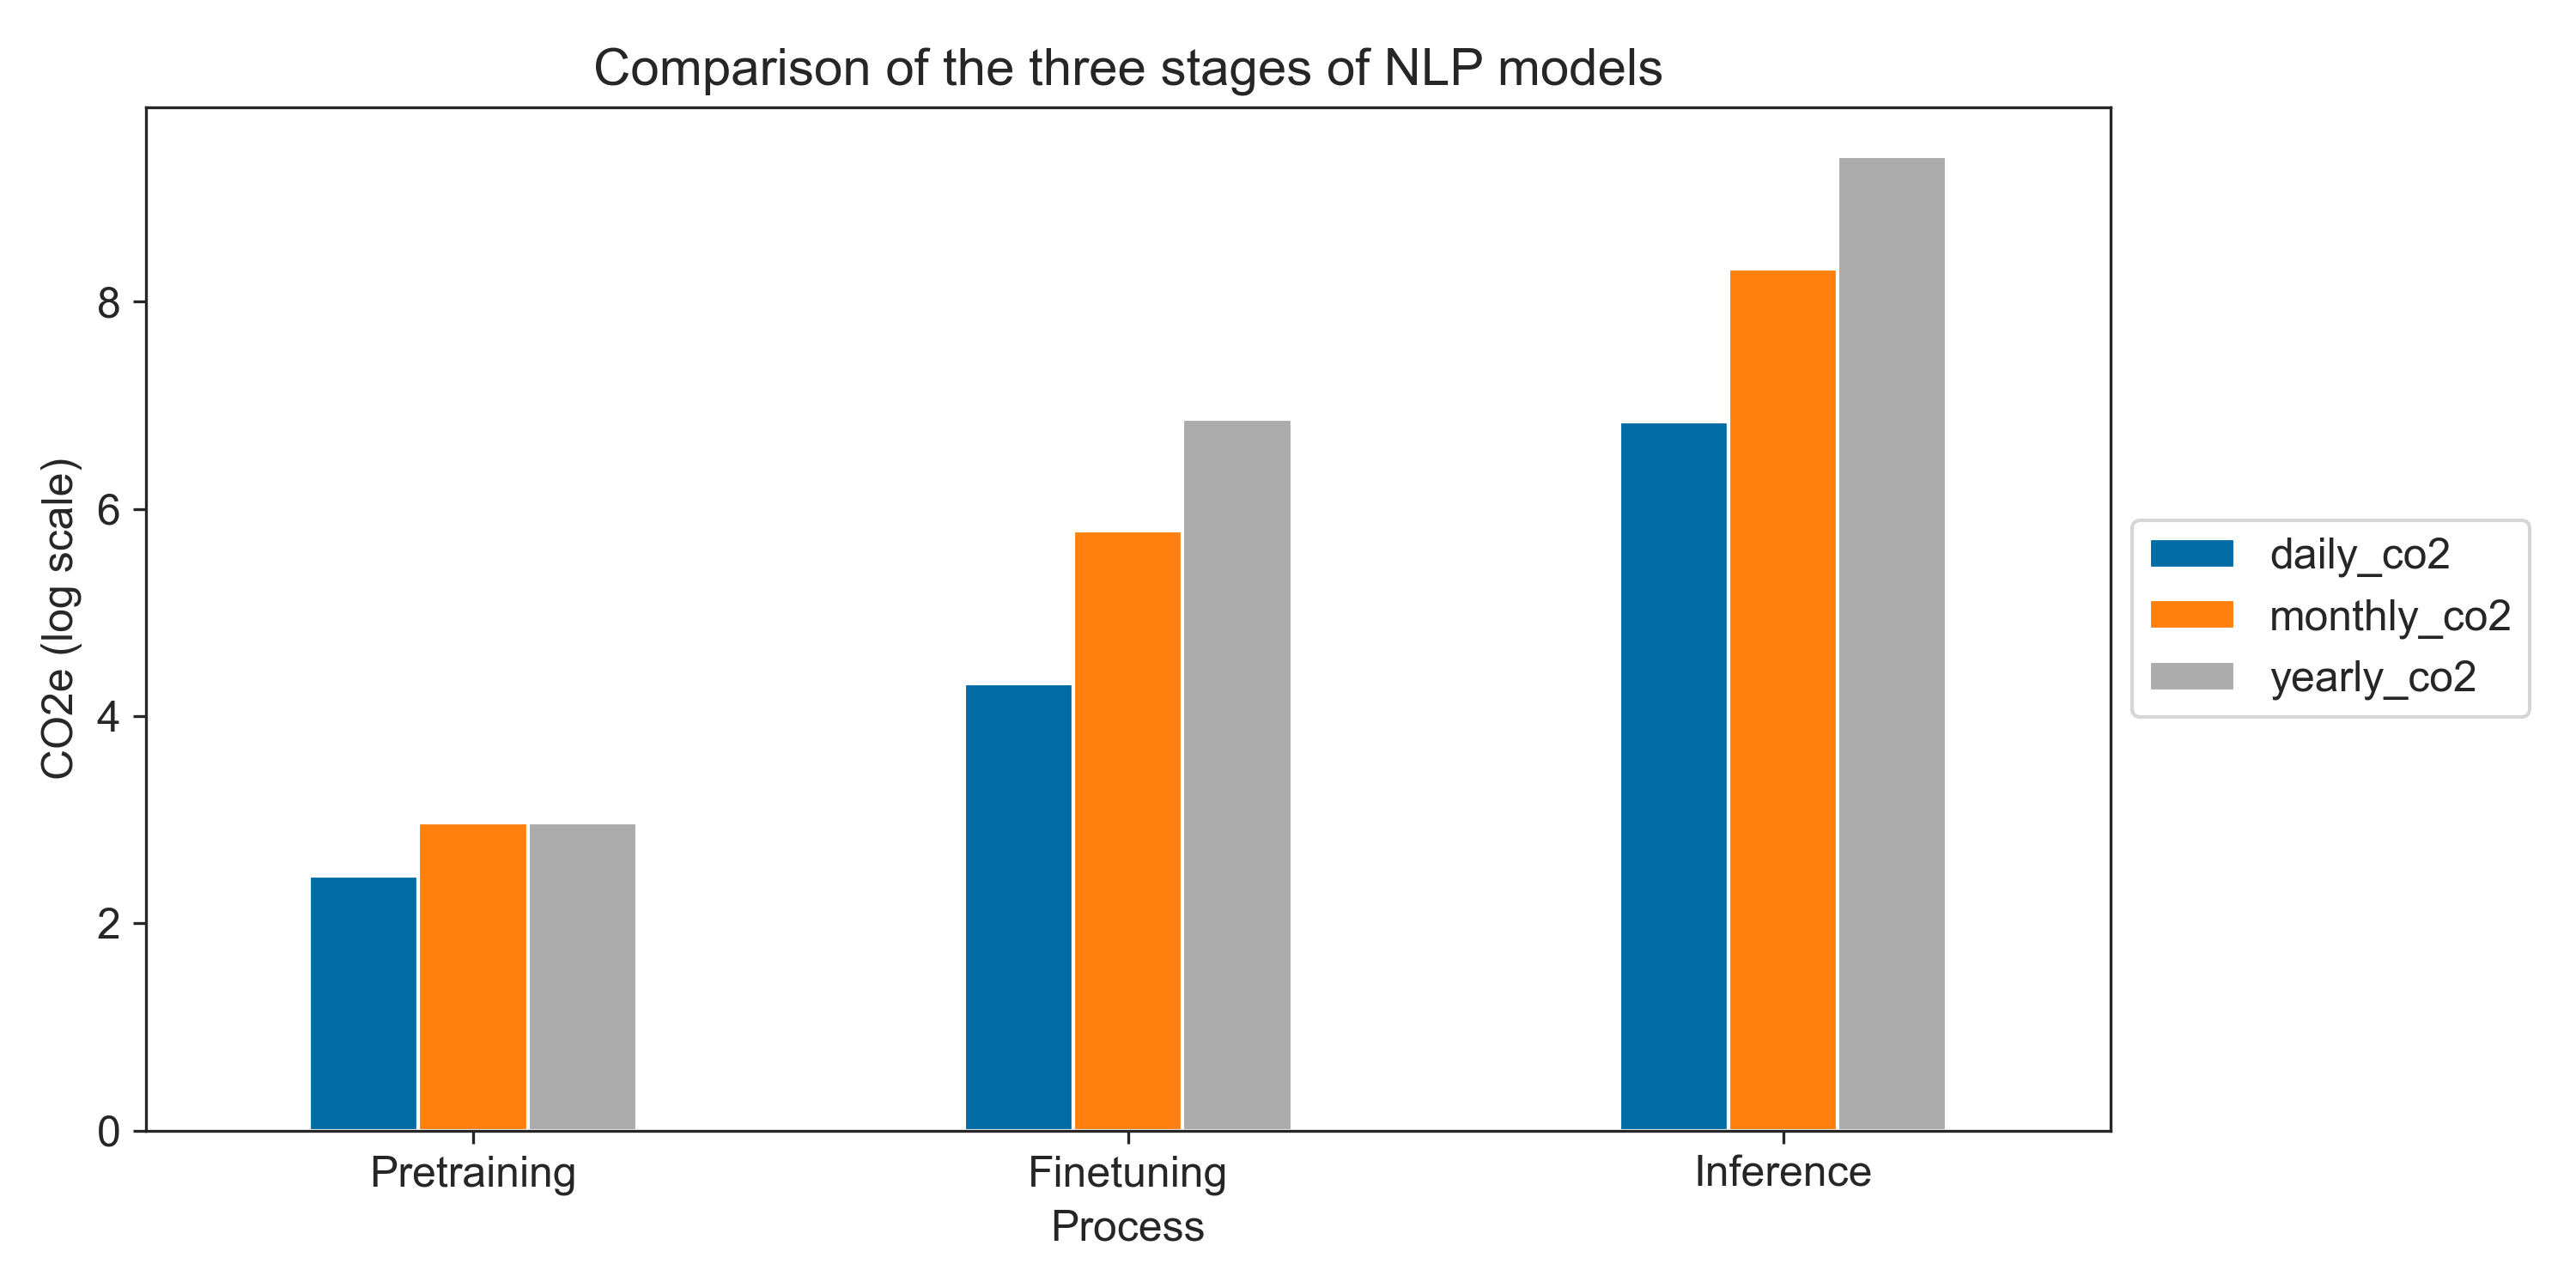 Comparison of the three stages of NLP models
CO2e (log scale)
8
6
4
2
0
Pretraining
Finetuning
Inference
Process
daily_co2
monthly_co2
yearly_co2